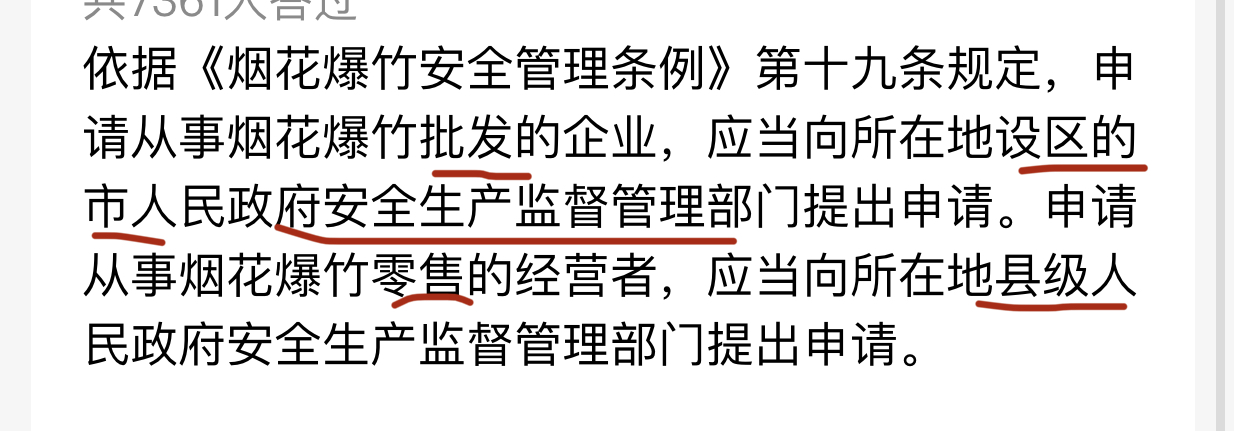 共7361人答过
依据《烟花爆竹安全管理条例》第十九条规定，申
请从事烟花爆竹批发的企业，应当向所在地设区的
市人民政府安全生产监督管理部门提出申请。申请
从事烟花爆竹零售的经营者，应当向所在地县级人
民政府安全生产监督管理部门提出申请。